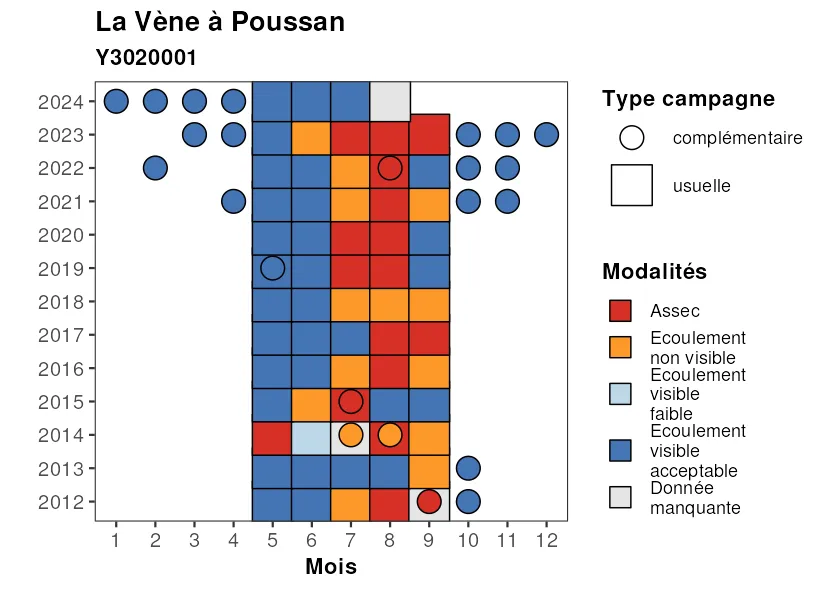 La Vène à Poussan
Y3020001
2024
2023
2022
2021
2020
2019
2018
2017
2016
2015
2014
2013
2012
1 2 3 4 5 6 7 8 9 10 11 12
Mois
Type campagne
complémentaire
usuelle
Modalités
Assec
Ecoulement
non visible
Ecoulement
visible
faible
Ecoulement
visible
acceptable
Donnée
manquante